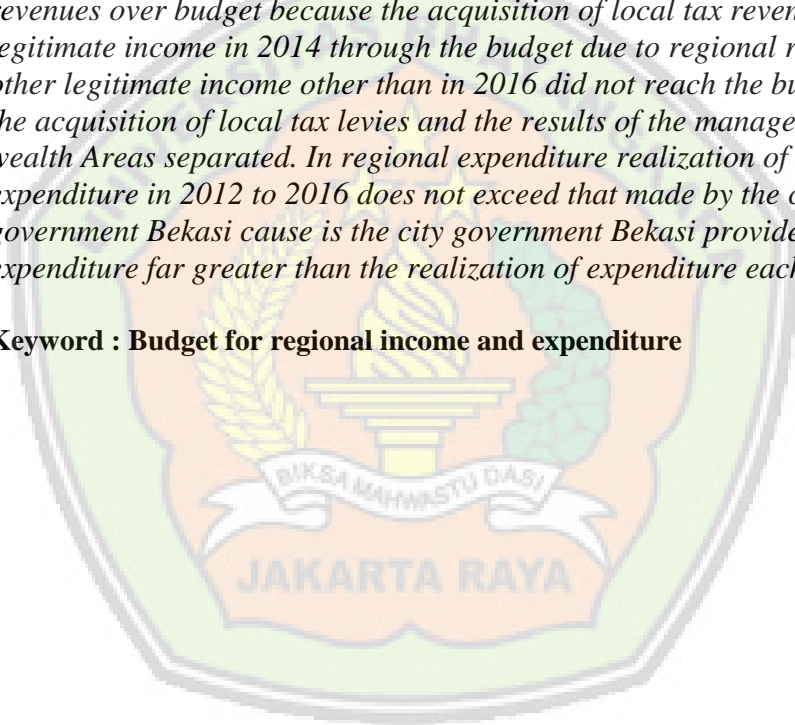 revenues over budget because the acquisition of local tax reven
legitimate income in 2014 through the budget due to regional r
other legitimate income other than in 2016 did not reach the bu
the acquisition of local tax levies and the results of the manage
wealth Areas separated. In regional expenditure realization of
expenditure in 2012 to 2016 does not exceed that made by the c
government Bekasi cause is the city government Bekasi provide
expenditure far greater than the realization of expenditure each
Keyword : Budget for regional income and expenditure
BIKSA MAHWASTU DASI
JAKARTA RAYA